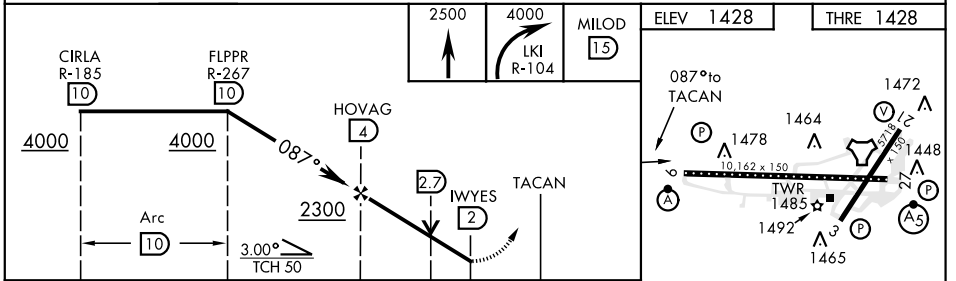 2500
4000
LKI
R-104
MILOD
15
ELEV 1428
THRE 1428
CIRLA
R-185
10
FLPPR
R-267
10
HOVAG
4
4000
4000
087°
2300
2.7
IWYES
2
TACAN
Arc
10
3.00°
TCH 50
087° to
TACAN
1472
V
21
1464
P
1478
5718
x 150
1448
10,162 x 150
9
27
A
TWR
1485
P
A5
1492
3
P
1465